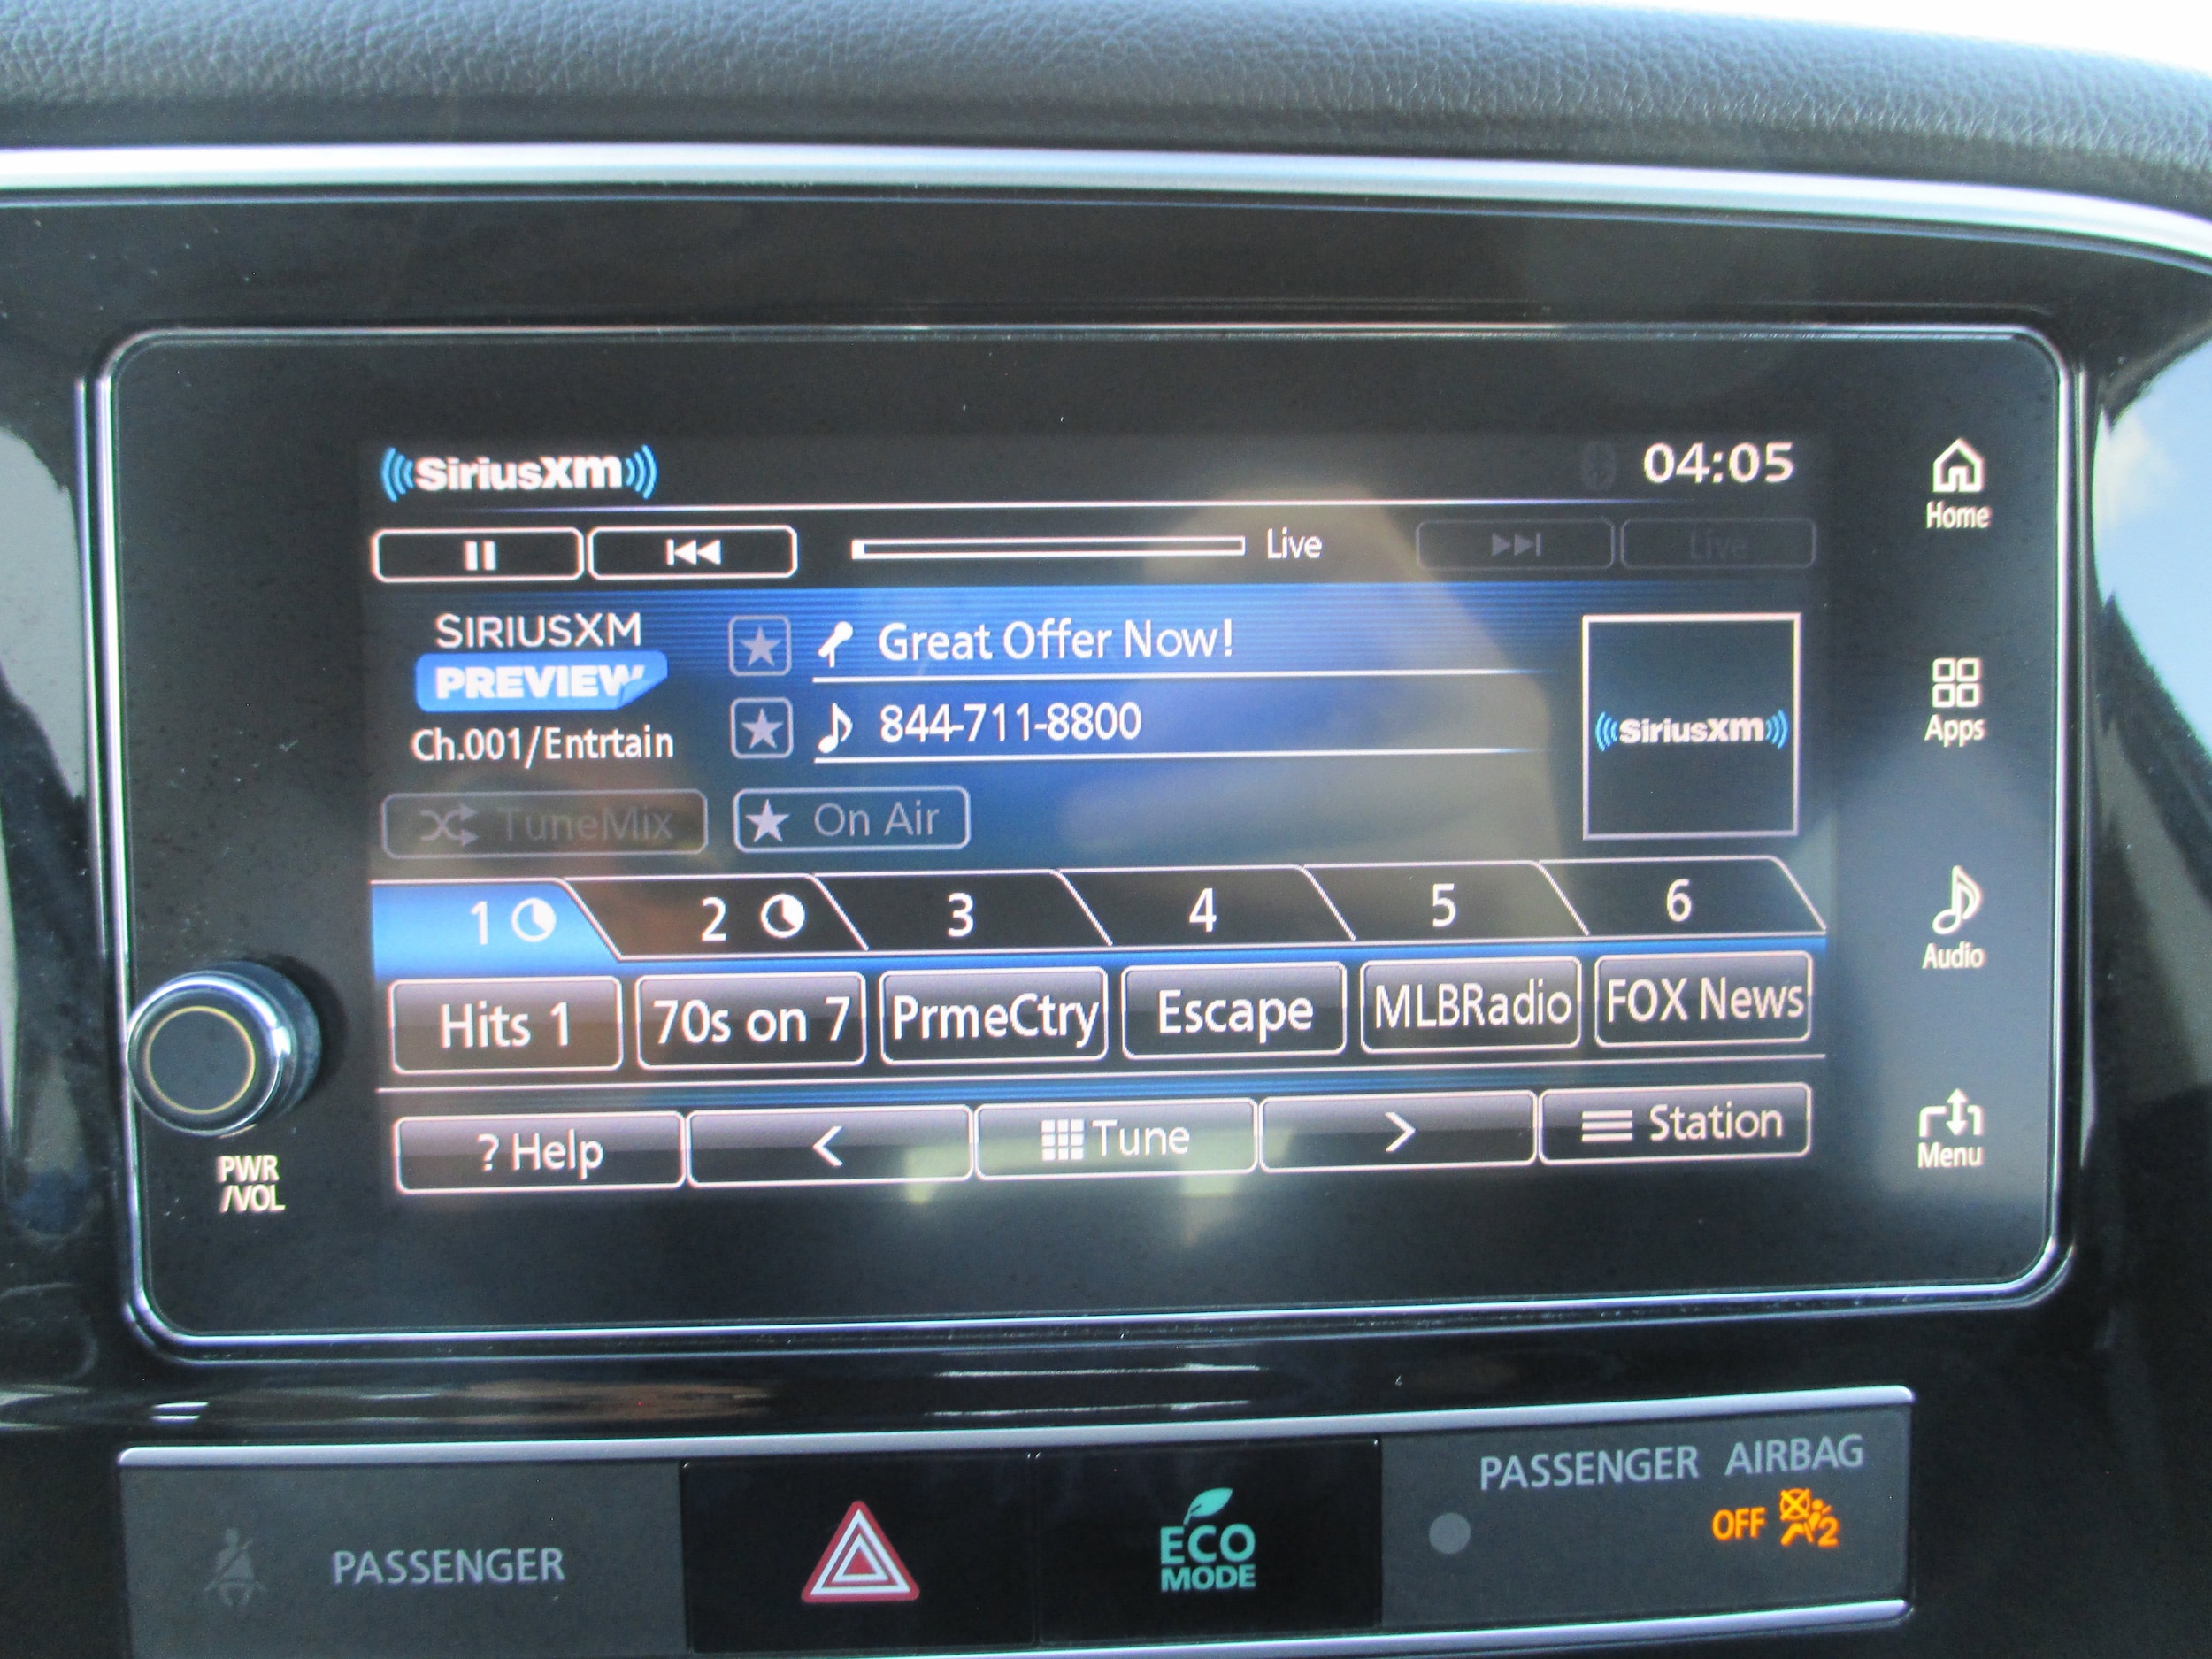 SiriusXM
04:05
Live
Live
SIRIUSXM
PREVIEW
Ch.001/Entrtain
Great Offer Now!
844-711-8800
SiriusXM
TuneMix
On Air
1 2 3 4 5 6
Hits 1 70s on 7 PrmeCtry Escape MLBRadio FOX News
? Help < Tune > Station
Home
Apps
Audio
Menu
PWR
/VOL
PASSENGER
ECO
MODE
PASSENGER AIRBAG
OFF 2